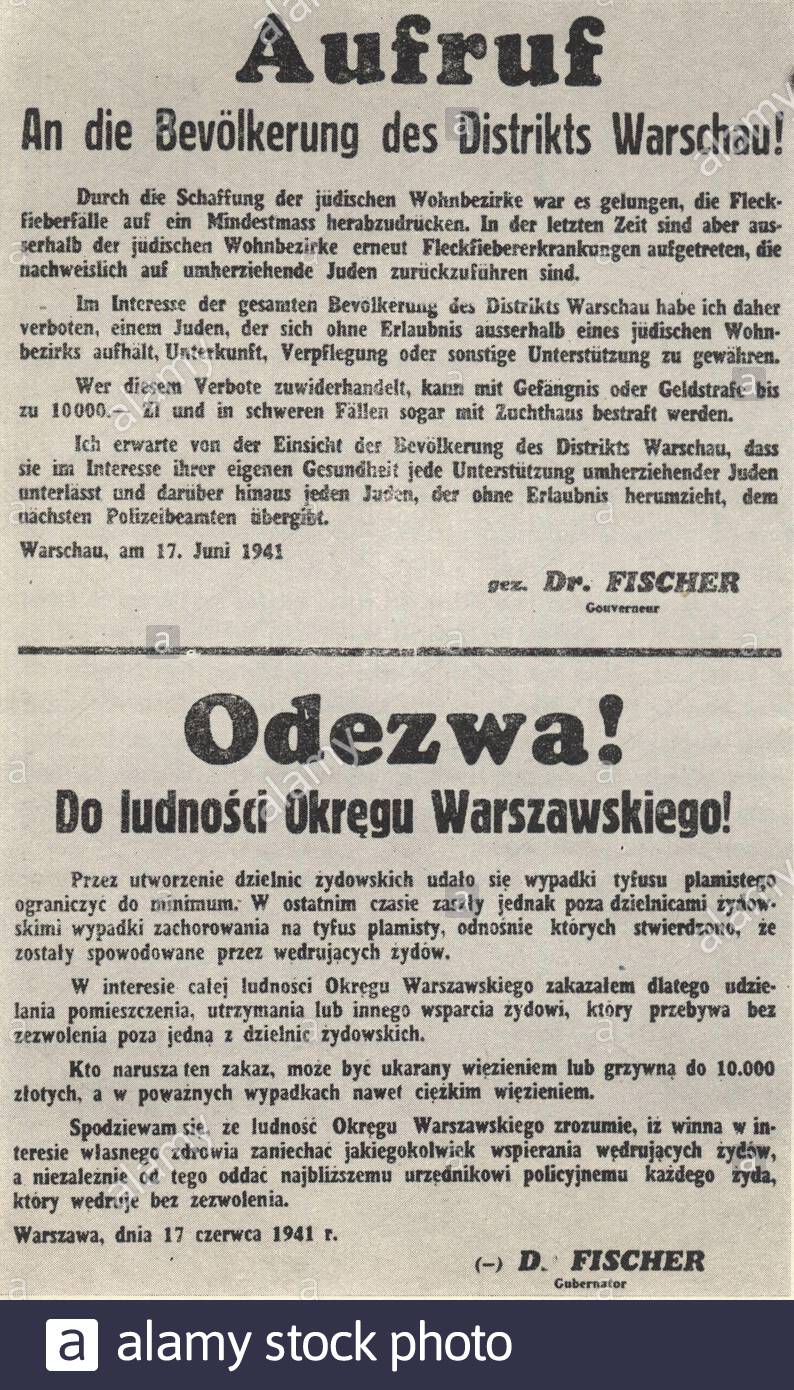 Aufruf
An die Bevölkerung des Distrikts Warschau!
Durch die Schaffung der jüdischen Wohnbezirke war es gelungen, die Fleck-
fieberfälle auf ein Mindestmass herabzudrücken. In der letzten Zeit sind aber aus-
serhalb der jüdischen Wohnbezirke erneut Fleckfiebererkrankungen aufgetreten, die
nachweislich auf umherziehende Juden zurückzuführen sind.
Im Interesse der gesamten Bevölkerung des Distrikts Warschau habe ich daher
verboten, einem Juden, der sich ohne Erlaubnis ausserhalb eines jüdischen Wohn-
bezirks aufhält, Unterkunft, Verpflegung oder sonstige Unterstützung zu gewähren.
Wer diesem Verbote zuwiderhandelt, kann mit Gefängnis oder Geldstrafe bis
zu 10000.— Zl und in schweren Fällen sogar mit Zuchthaus bestraft werden.
Ich erwarte von der Einsicht der Bevölkerung des Distrikts Warschau, dass
sie im Interesse ihrer eigenen Gesundheit jede Unterstützung umherziehender Juden
unterlässt und darüber hinaus jeden Juden, der ohne Erlaubnis herumzieht, dem
nächsten Polizeibeamten übergibt.
Warschau, am 17. Juni 1941
gez. Dr. FISCHER
Gouverneur
Odezwa!
Do ludności Okręgu Warszawskiego!
Przez utworzenie dzielnic żydowskich udało się wypadki tyfusu plamistego
ograniczyć do minimum. W ostatnim czasie zaszły jednak poza dzielnicami żydow-
skimi wypadki zachorowania na tyfus plamisty, odnośnie których stwierdzono, że
zostały spowodowane przez wędrujących żydów.
W interesie całej ludności Okręgu Warszawskiego zakazałem dlatego udzie-
lania pomieszczenia, utrzymania lub innego wsparcia żydowi, który przebywa bez
zezwolenia poza jedną z dzielnic żydowskich.
Kto narusza ten zakaz, może być ukarany więzieniem lub grzywną do 10.000
złotych, a w poważnych wypadkach nawet ciężkim więzieniem.
Spodziewam się, że ludność Okręgu Warszawskiego zrozumie, iż winna w in-
teresie własnego zdrowia zaniechać jakiegokolwiek wspierania wędrujących żydów,
a niezależnie od tego oddać najbliższemu urzędnikowi policyjnemu każdego żyda,
który wędruje bez zezwolenia.
Warszawa, dnia 17 czerwca 1941 r.
(–) D. FISCHER
Gubernator
a alamy stock photo